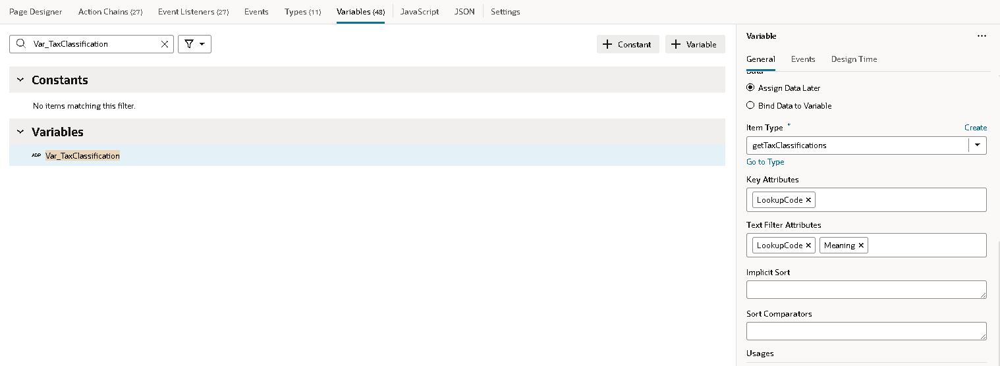 Page Designer Action Chains (27) Event Listeners (27) Events Types (11) Variables (48) JavaScript JSON Settings
Var_TaxClassification
+ Constant + Variable
Constants
No items matching this filter.
Variables
ADP Var_TaxClassification
Variable
General Events Design Time
Data
Assign Data Later
Bind Data to Variable
Item Type * Create
getTaxClassifications
Go to Type
Key Attributes
LookupCode ×
Text Filter Attributes
LookupCode × Meaning ×
Implicit Sort
Sort Comparators
Usages